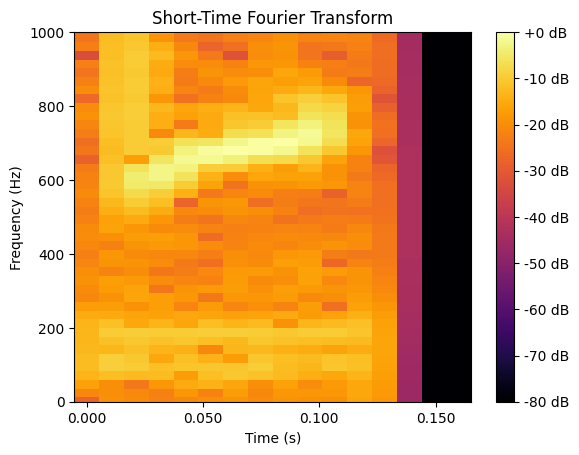 Short-Time Fourier Transform
1000
800
600
400
200
0
Frequency (Hz)
0.000
0.050
0.100
0.150
Time (s)
+0 dB
-10 dB
-20 dB
-30 dB
-40 dB
-50 dB
-60 dB
-70 dB
-80 dB